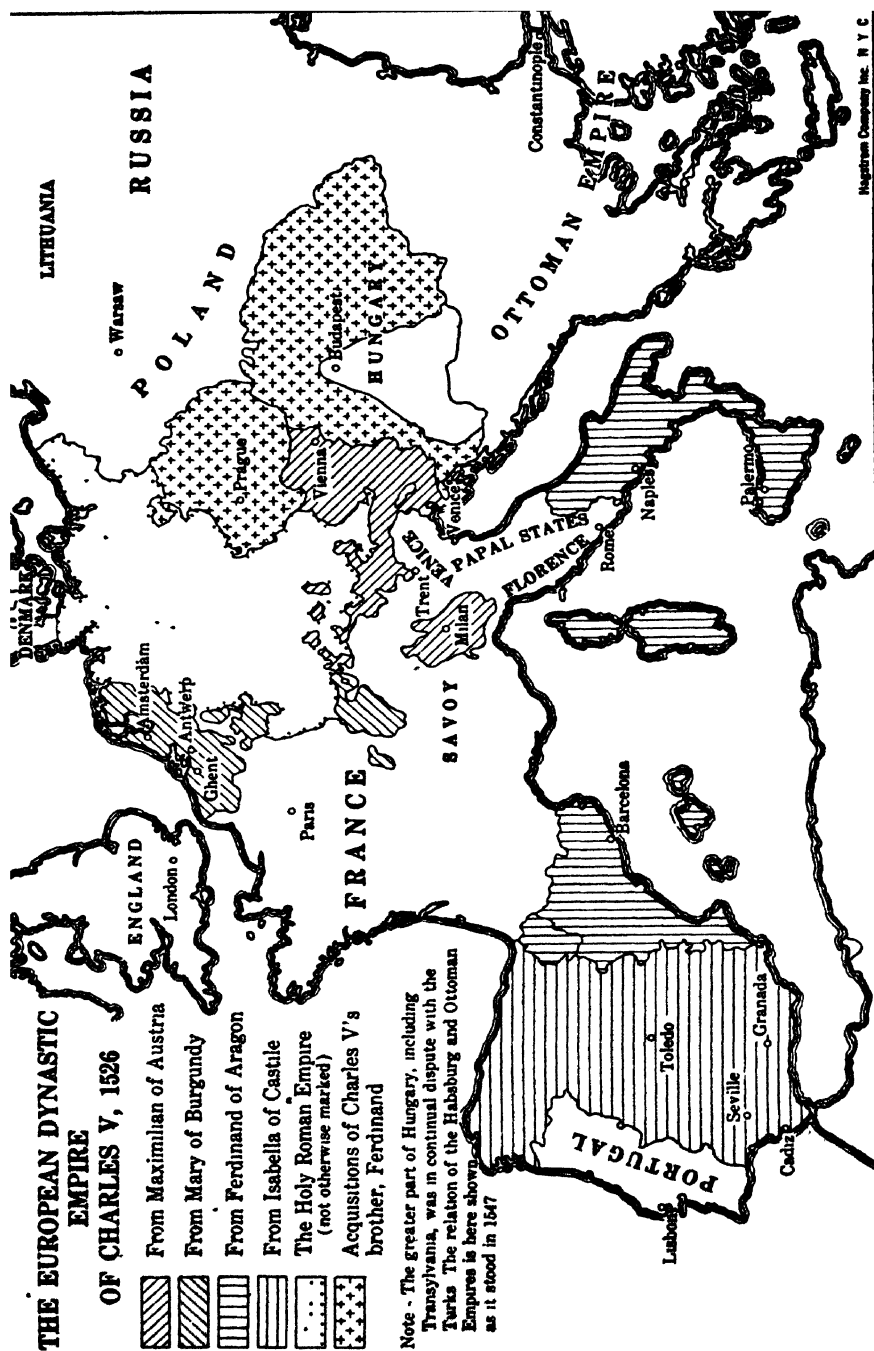 THE EUROPEAN DYNASTIC
EMPIRE
OF CHARLES V, 1526
From Maximilian of Austria
From Mary of Burgundy
From Ferdinand of Aragon
From Isabella of Castile
The Holy Roman Empire
(not otherwise marked)
Acquisitions of Charles V's
brother, Ferdinand
Note - The greater part of Hungary, including
Transylvania, was in continual dispute with the
Turks The relation of the Habsburg and Ottoman
Empires is here shown
as it stood in 1547
ENGLAND
London
DENMARK
Amsterdam
Antwerp
Ghent
Paris
FRANCE
SAVOY
LITHUANIA
RUSSIA
Warsaw
POLAND
Prague
Vienna
Budapest
HUNGARY
Trent
Milan
VENICE
Venice
PAPAL STATES
FLORENCE
Rome
Naples
Palermo
OTTOMAN EMPIRE
Constantinople
Barcelona
Toledo
Granada
Seville
Cadiz
PORTUGAL
Lisbon
Hagstrom Company Inc. N Y C